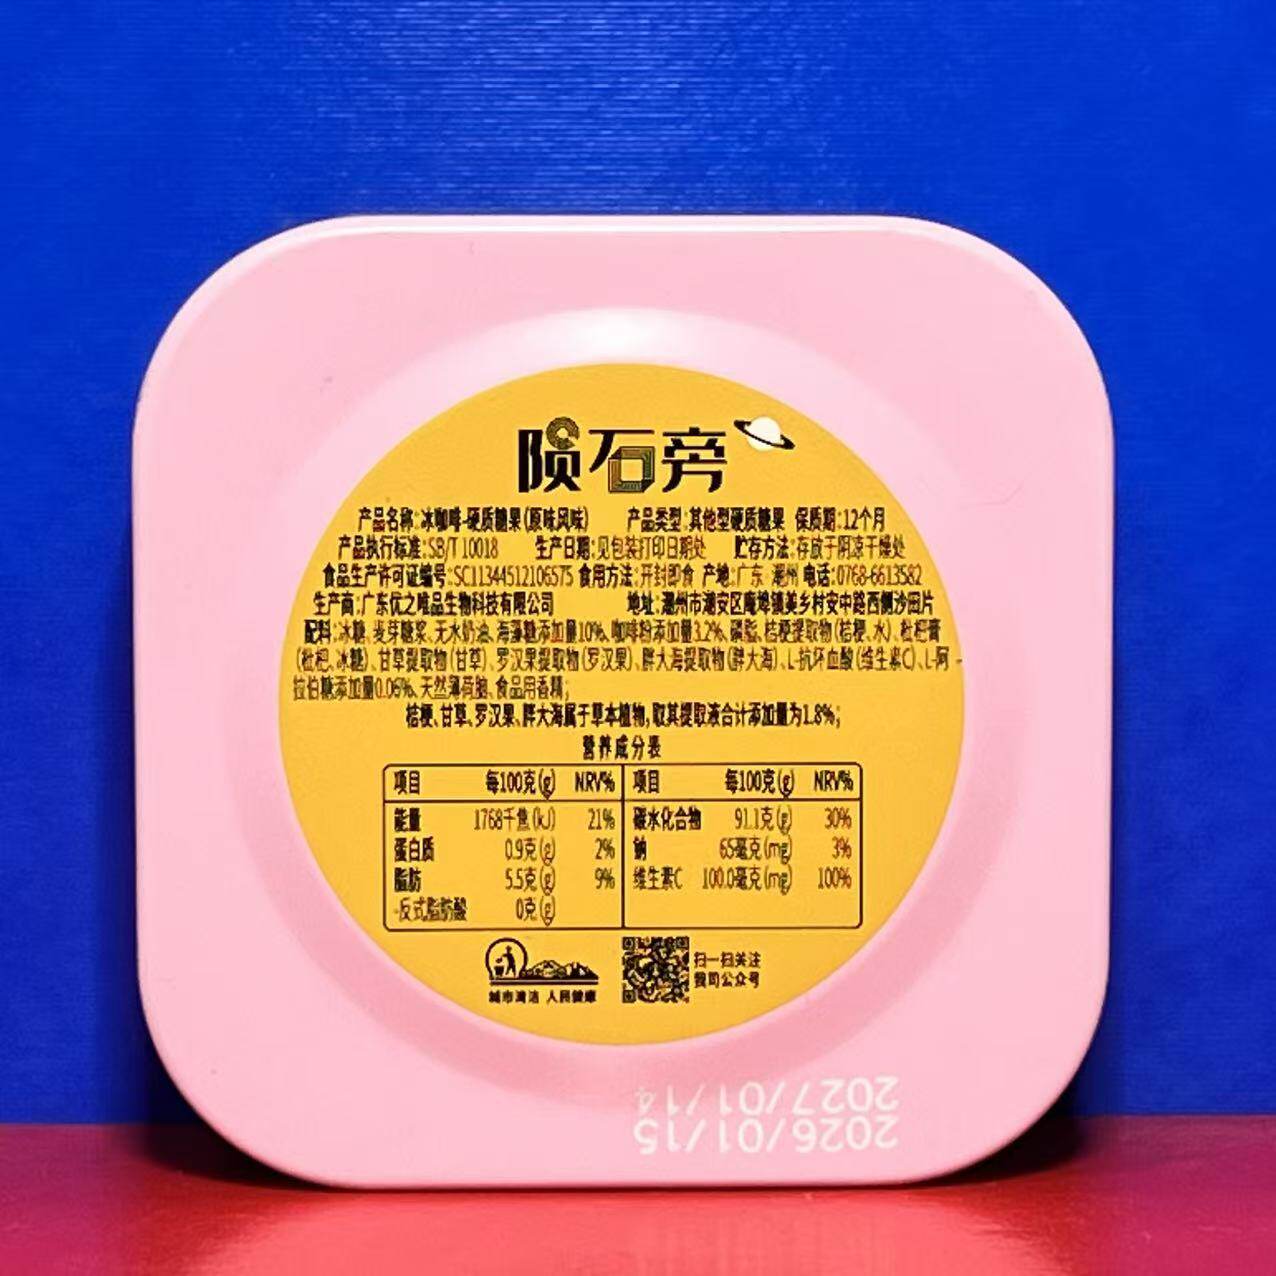 陨石旁
产品名称:冰咖啡-硬质糖果(原味风味) 产品类型:其他型硬质糖果 保质期:12个月
产品执行标准:SB/T 10018 生产日期:见包装打印日期处 贮存方法:存放于阴凉干燥处
食品生产许可证编号:SC11344512106575 食用方法:开封即食 产地:广东 潮州 电话:0768-6613582
生产商:广东优之唯品生物科技有限公司 地址:潮州市潮安区庵埠镇美乡村安中路西侧沙田片
配料:冰糖、麦芽糖浆、无水奶油、海藻糖添加量10%、咖啡粉添加量3.2%、磷脂、桔梗提取物(桔梗、水)、枇杷膏
(枇杷、冰糖)、甘草提取物(甘草)、罗汉果提取物(罗汉果)、胖大海提取物(胖大海)、L-抗坏血酸(维生素C)、L-阿
拉伯糖添加量0.06%、天然薄荷脑、食品用香精;
桔梗、甘草、罗汉果、胖大海属于草本植物,取其提取液合计添加量为1.8%;
营养成分表
项目 每100克(g) NRV% 项目 每100克(g) NRV%
能量 1768千焦(kJ) 21% 碳水化合物 91.1克(g) 30%
蛋白质 0.9克(g) 2% 钠 65毫克(mg) 3%
脂肪 5.5克(g) 9% 维生素C 100.0毫克(mg) 100%
-反式脂肪酸 0克(g)
城市清洁 人民健康
扫一扫关注
我司公众号
2026/01/15
2027/01/14